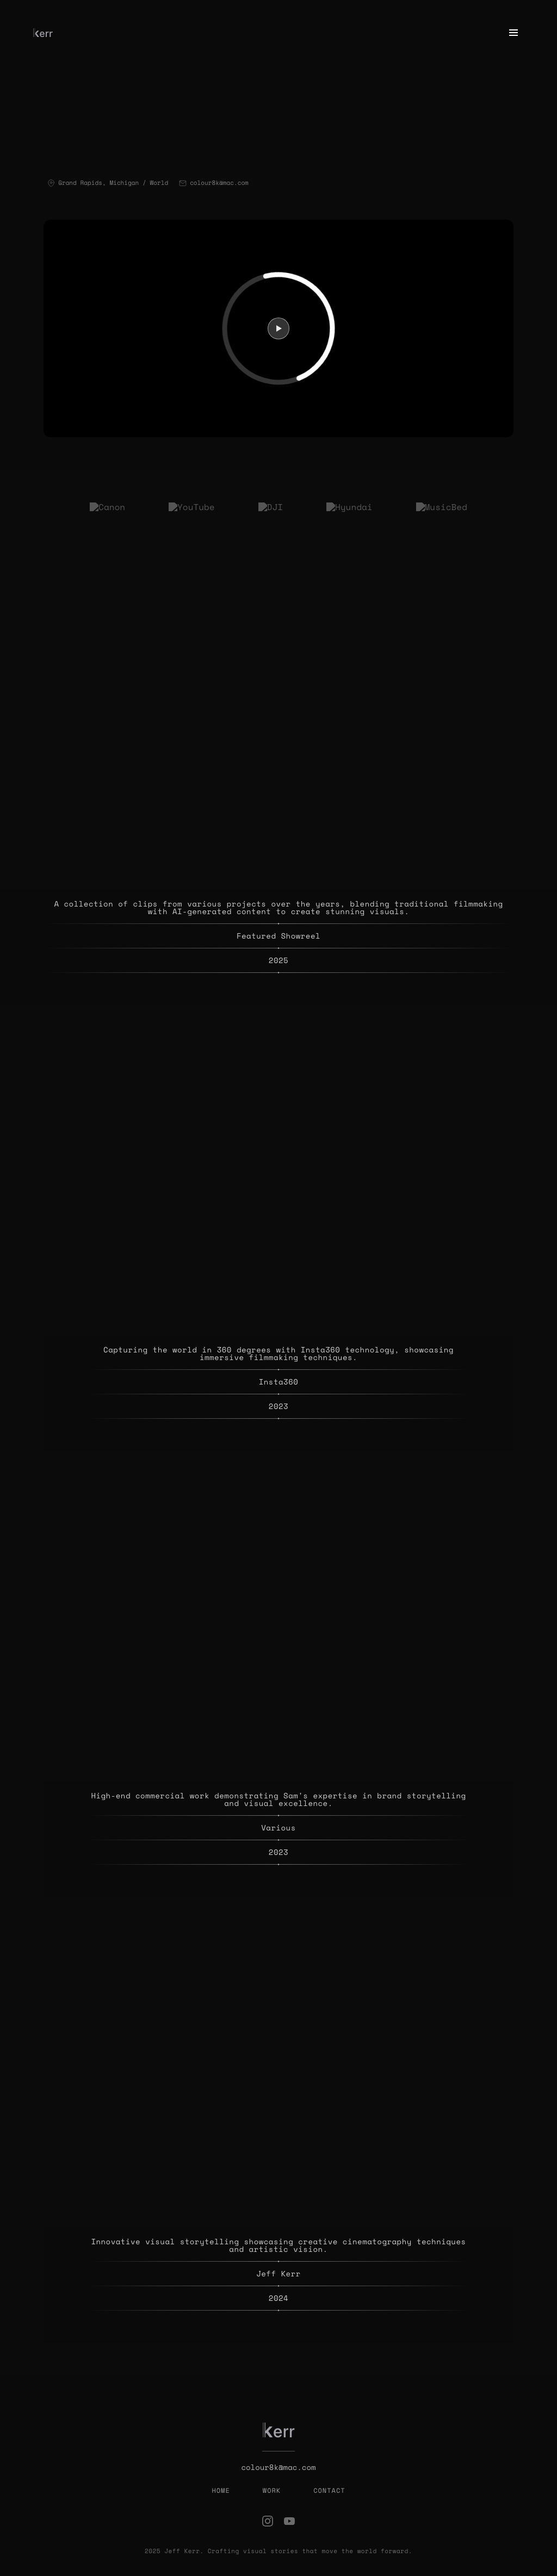 kerr
Grand Rapids, Michigan / World colour8k@mac.com
Canon YouTube DJI Hyundai MusicBed
A collection of clips from various projects over the years, blending traditional filmmaking
with AI-generated content to create stunning visuals.
Featured Showreel
2025
Capturing the world in 360 degrees with Insta360 technology, showcasing
immersive filmmaking techniques.
Insta360
2023
High-end commercial work demonstrating Sam's expertise in brand storytelling
and visual excellence.
Various
2023
Innovative visual storytelling showcasing creative cinematography techniques
and artistic vision.
Jeff Kerr
2024
kerr
colour8k@mac.com
HOME WORK CONTACT
2025 Jeff Kerr. Crafting visual stories that move the world forward.